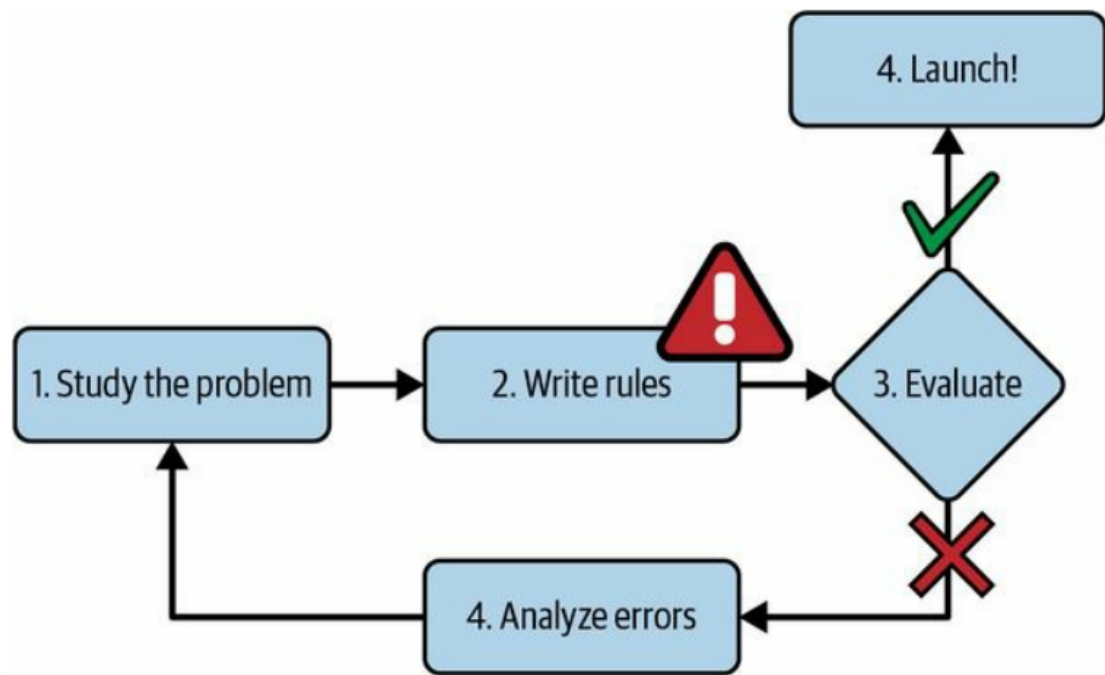 4. Launch!
1. Study the problem
2. Write rules
3. Evaluate
4. Analyze errors